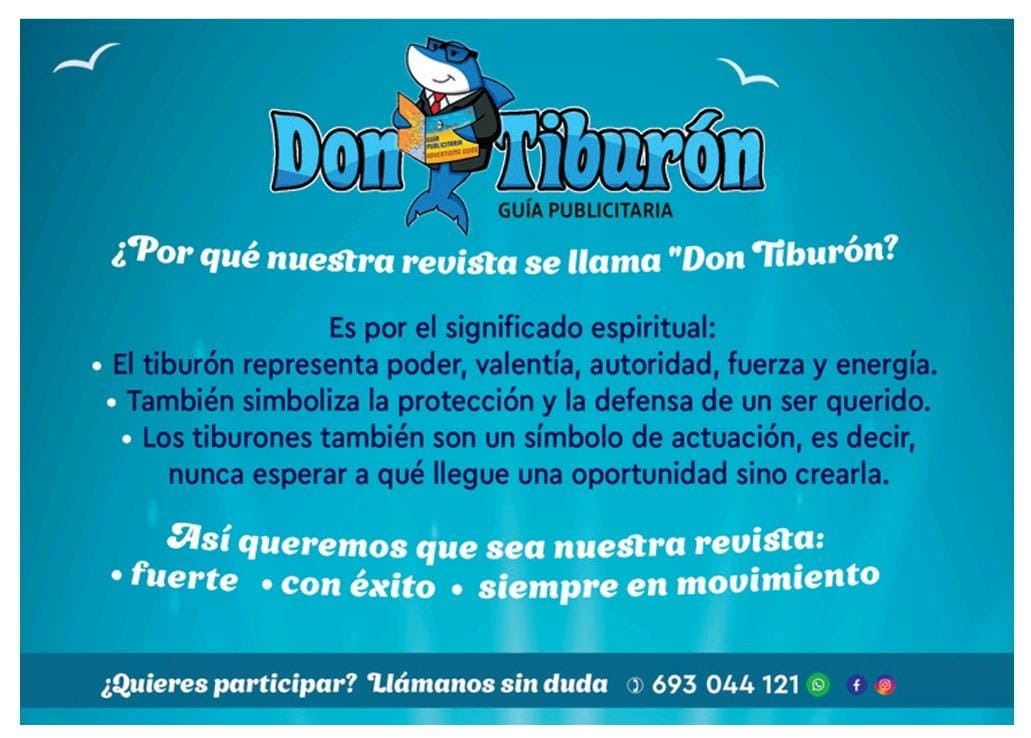 Don Tiburón
GUÍA
PUBLICITARIA
ADVERTISING GUIDE
GUÍA PUBLICITARIA
¿Por qué nuestra revista se llama "Don Tiburón?
Es por el significado espiritual:
• El tiburón representa poder, valentía, autoridad, fuerza y energía.
• También simboliza la protección y la defensa de un ser querido.
• Los tiburones también son un símbolo de actuación, es decir,
nunca esperar a qué llegue una oportunidad sino crearla.
Así queremos que sea nuestra revista:
• fuerte • con éxito • siempre en movimiento
¿Quieres participar? Llámanos sin duda 693 044 121